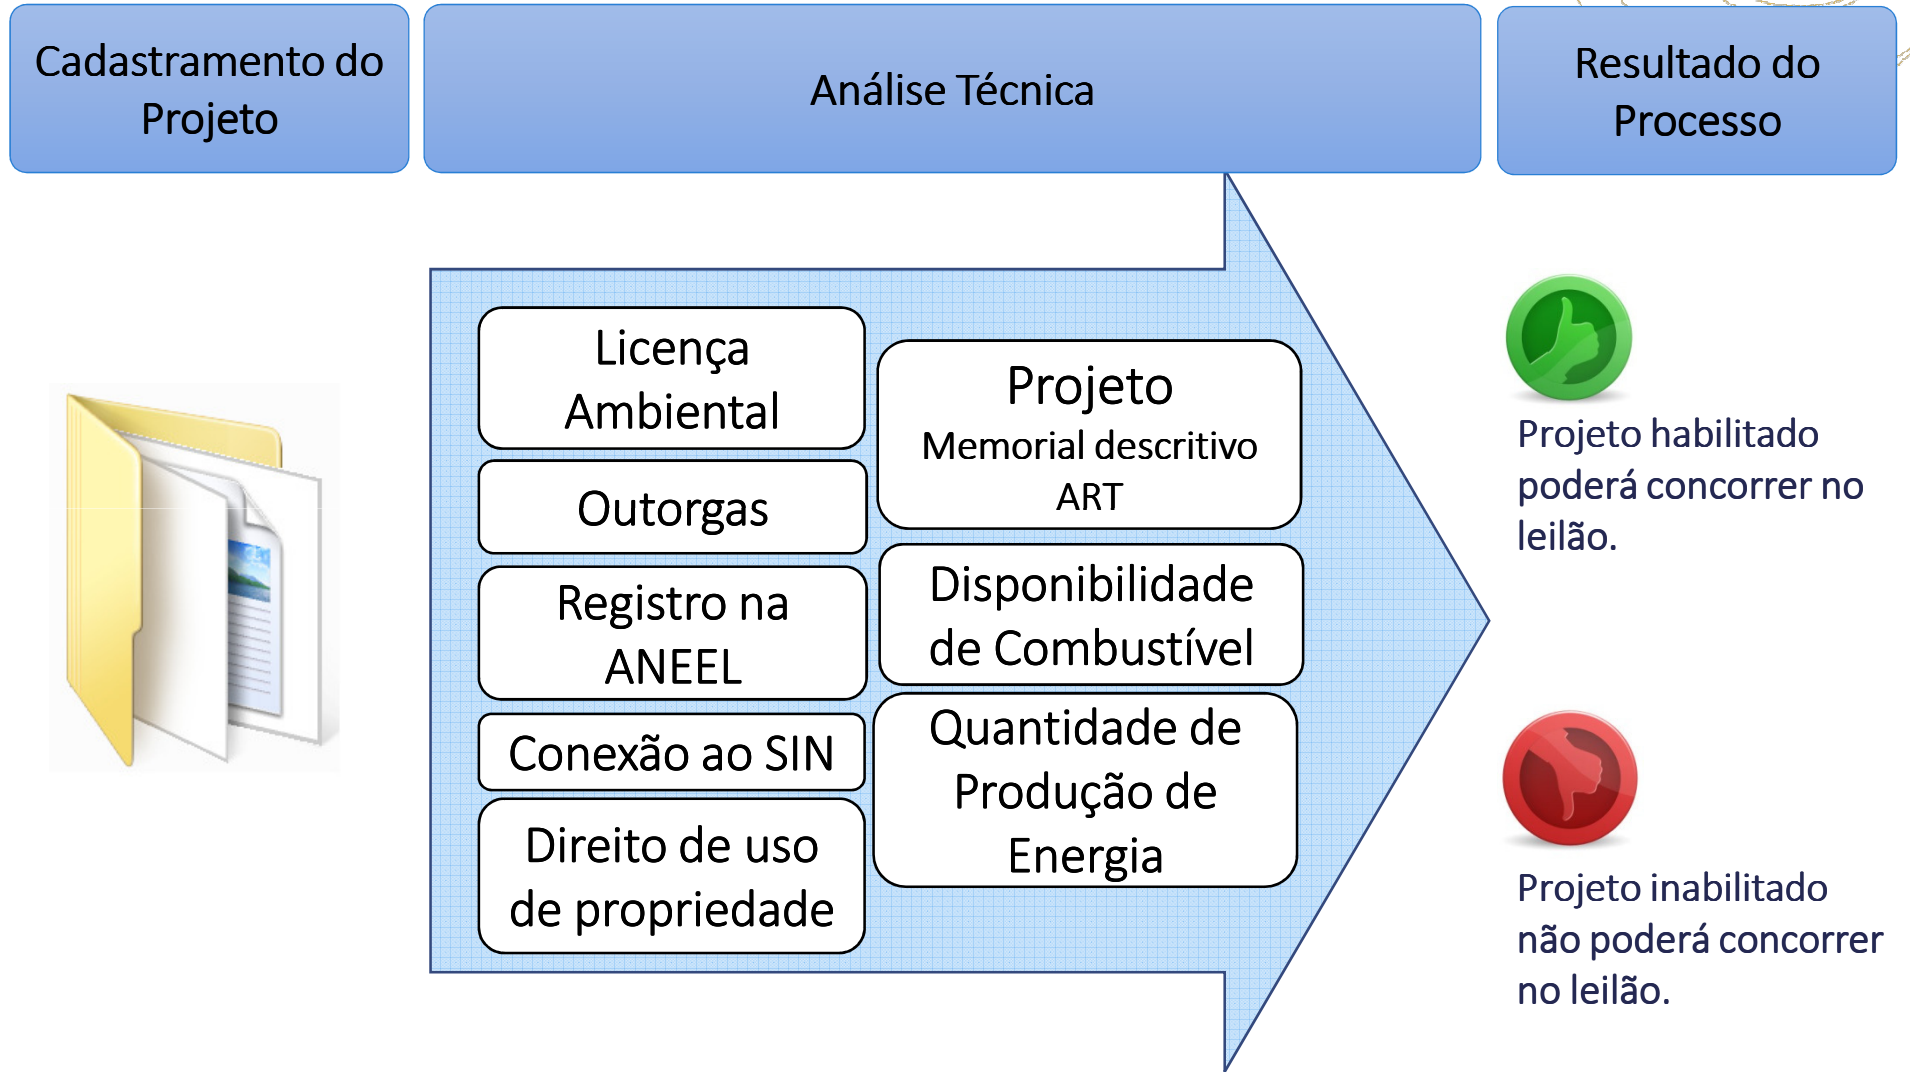 Cadastramento do
Projeto
Análise Técnica
Resultado do
Processo
Licença
Ambiental
Outorgas
Registro na
ANEEL
Conexão ao SIN
Direito de uso
de propriedade
Projeto
Memorial descritivo
ART
Disponibilidade
de Combustível
Quantidade de
Produção de
Energia
Projeto habilitado
poderá concorrer no
leilão.
Projeto inabilitado
não poderá concorrer
no leilão.